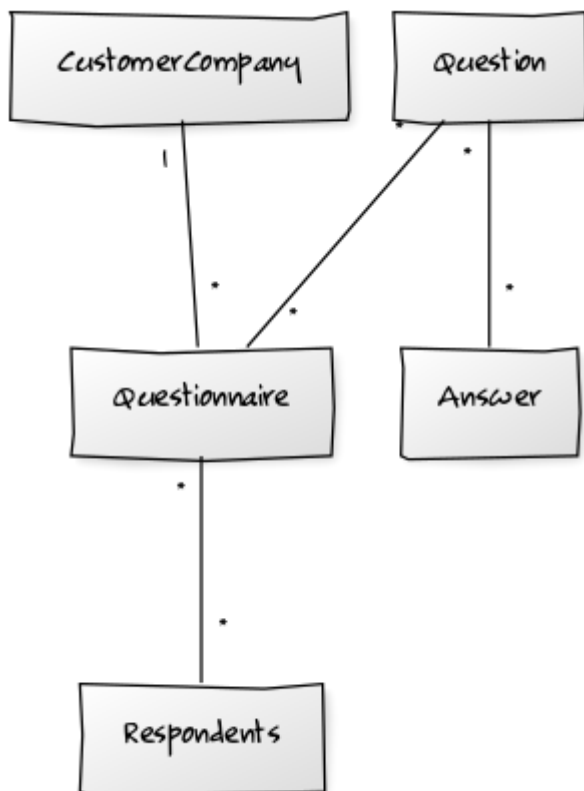 CustomerCompany
Question
*
1
*
*
*
*
Questionnaire
Answer
*
*
Respondents